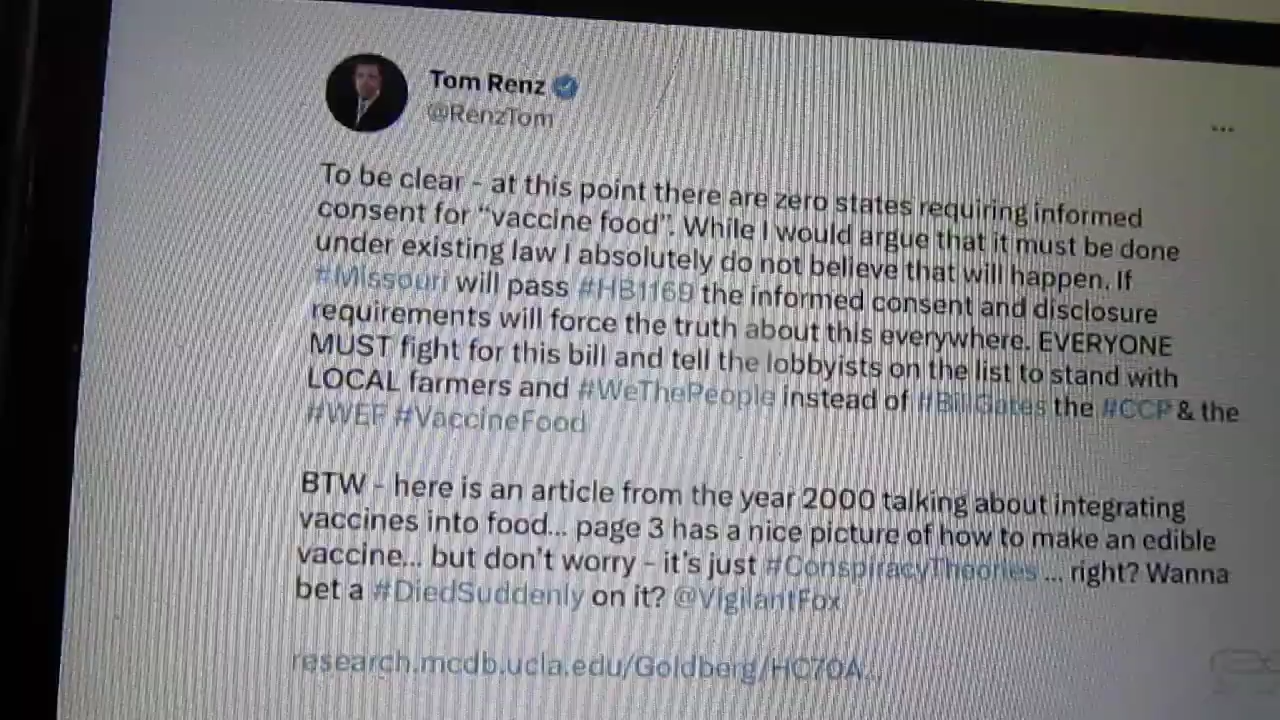 Tom Renz
@RenzTom
...
To be clear - at this point there are zero states requiring informed
consent for "vaccine food". While I would argue that it must be done
under existing law I absolutely do not believe that will happen. If
#Missouri will pass #HB1169 the informed consent and disclosure
requirements will force the truth about this everywhere. EVERYONE
MUST fight for this bill and tell the lobbyists on the list to stand with
LOCAL farmers and #WeThePeople instead of #BillGates the #CCP & the
#WEF #VaccineFood
BTW - here is an article from the year 2000 talking about integrating
vaccines into food... page 3 has a nice picture of how to make an edible
vaccine... but don't worry - it's just #ConspiracyTheories ... right? Wanna
bet a #DiedSuddenly on it? @VigilantFox
research.mcdb.ucla.edu/Goldberg/HC70A...